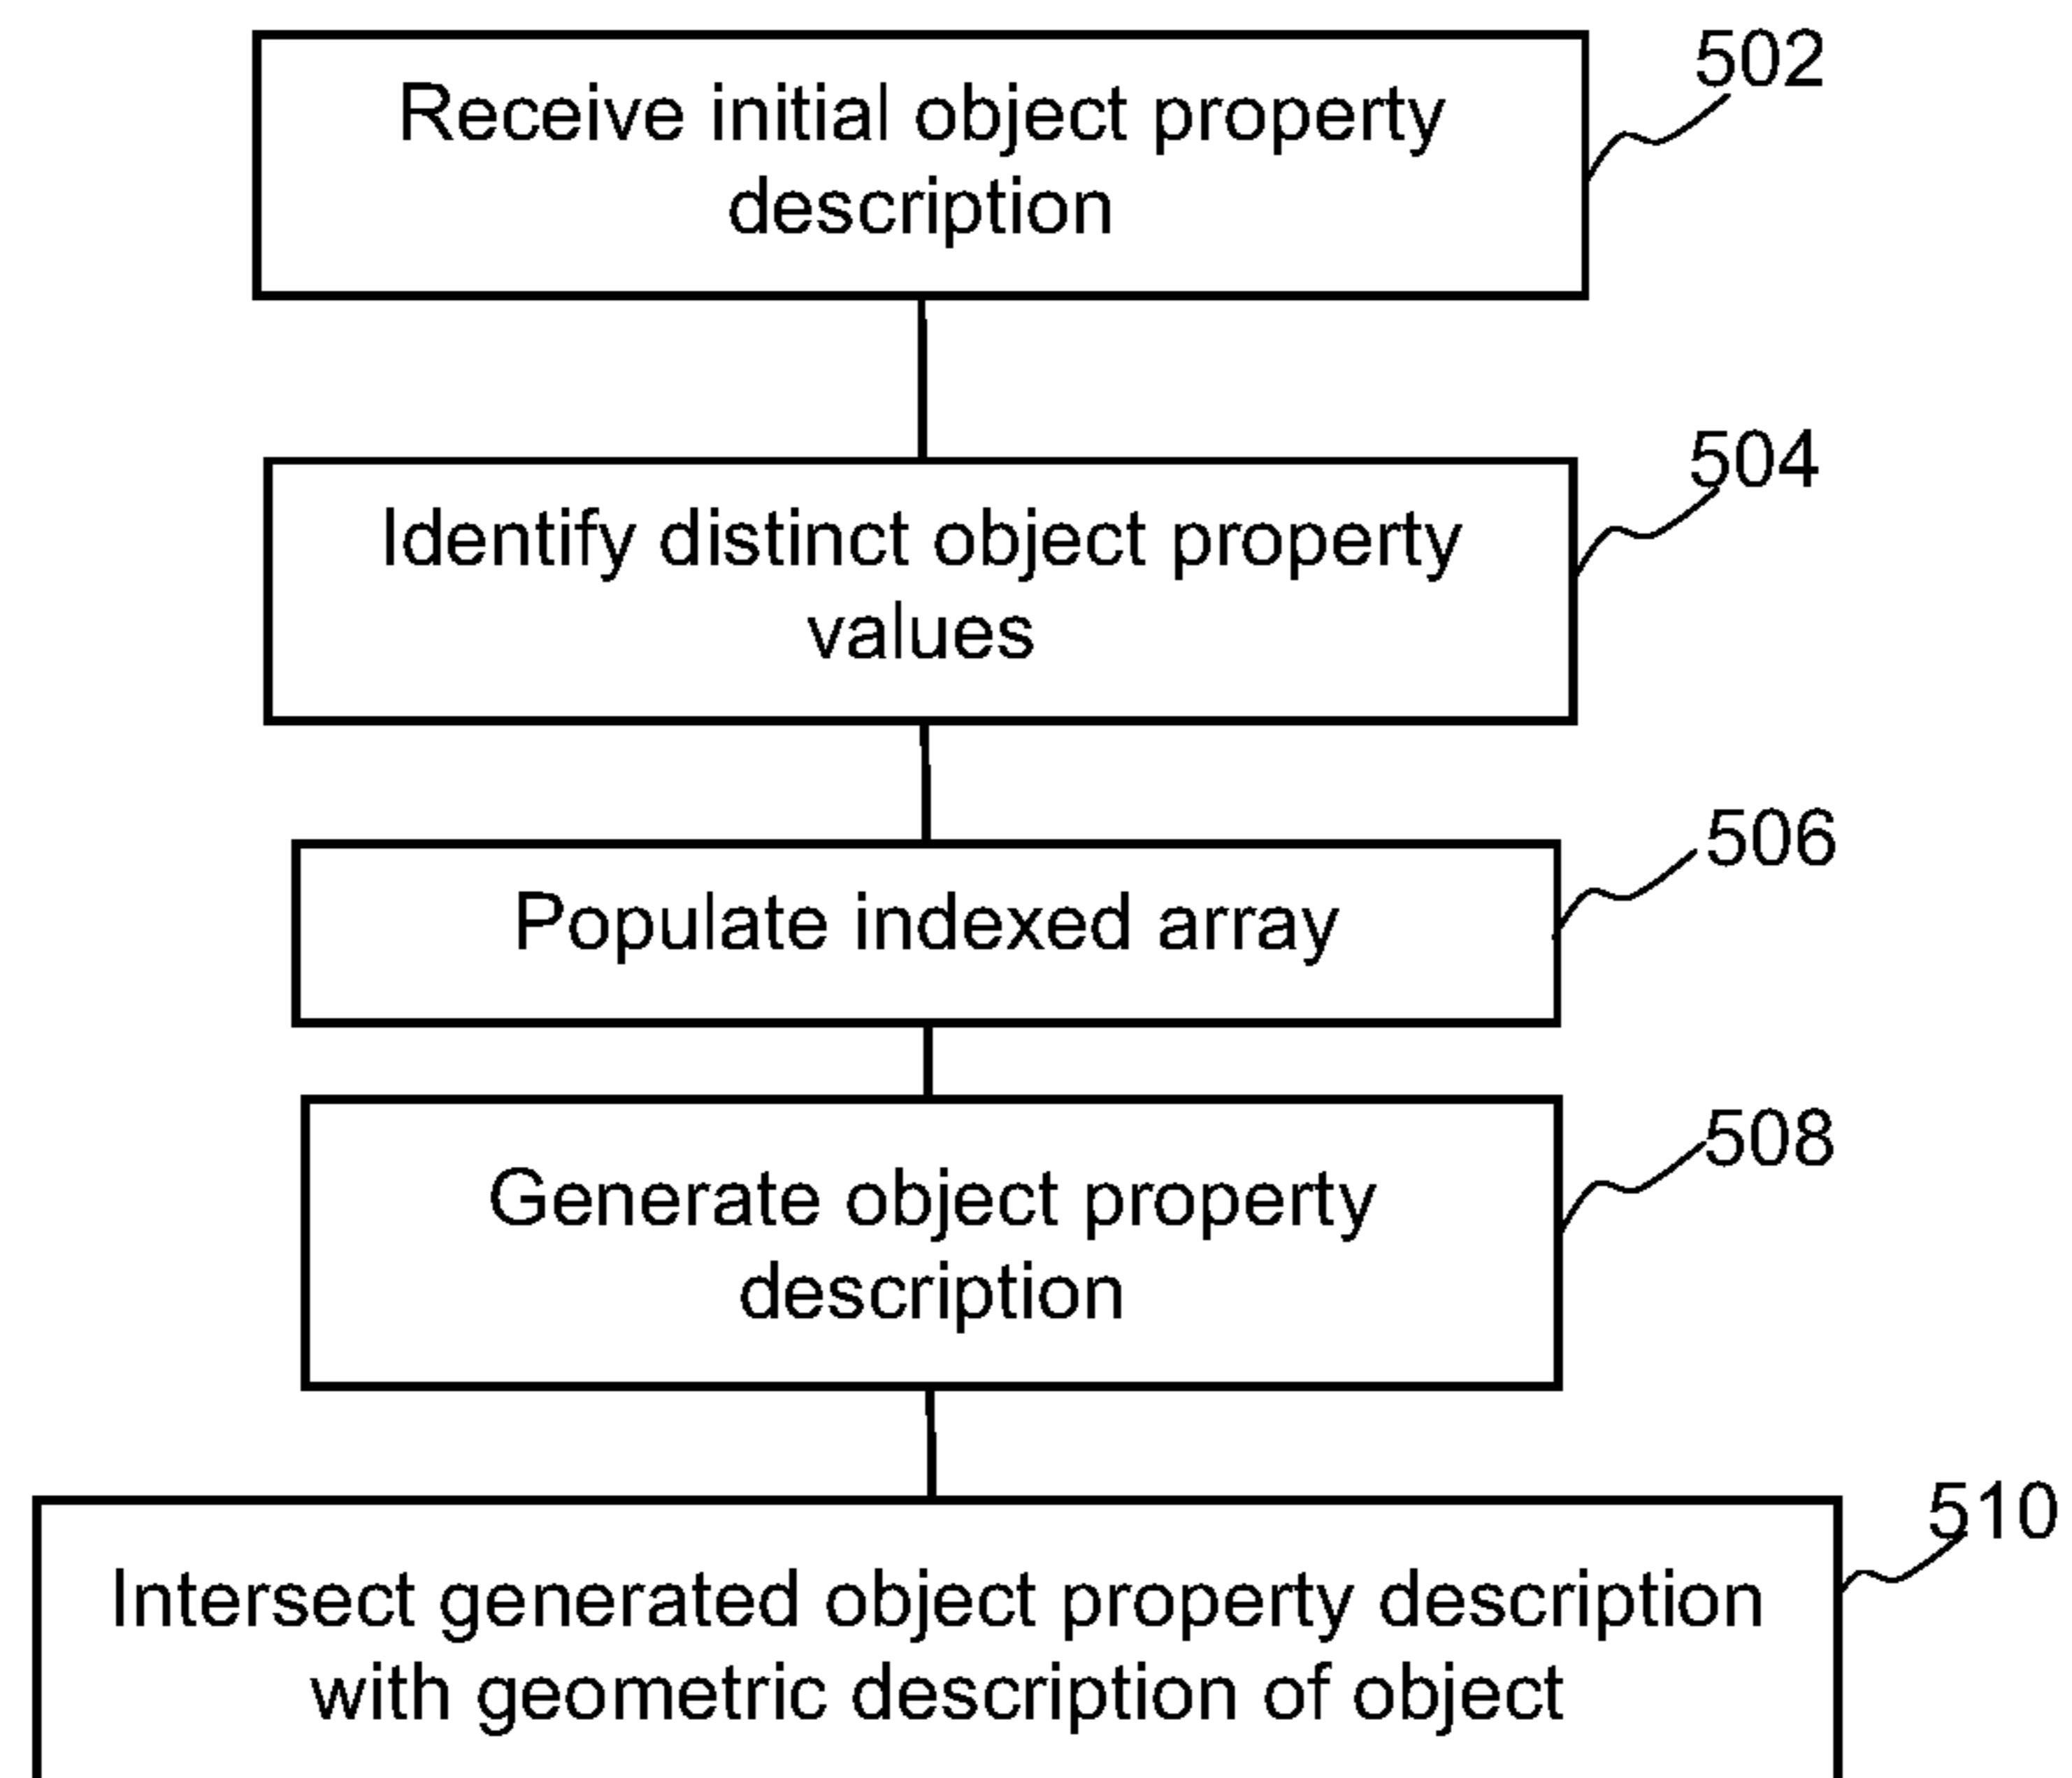 Receive initial object property
description
502
Identify distinct object property
values
504
Populate indexed array
506
Generate object property
description
508
Intersect generated object property description
with geometric description of object
510